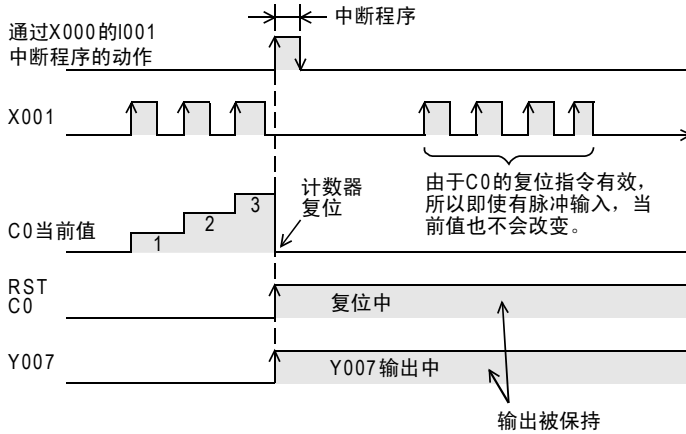 中断程序
通过X000的I001
中断程序的动作
X001
由于C0的复位指令有效，
所以即使有脉冲输入，当
前值也不会改变。
计数器
复位
C0当前值
1
2
3
RST
C0
复位中
Y007
Y007输出中
输出被保持